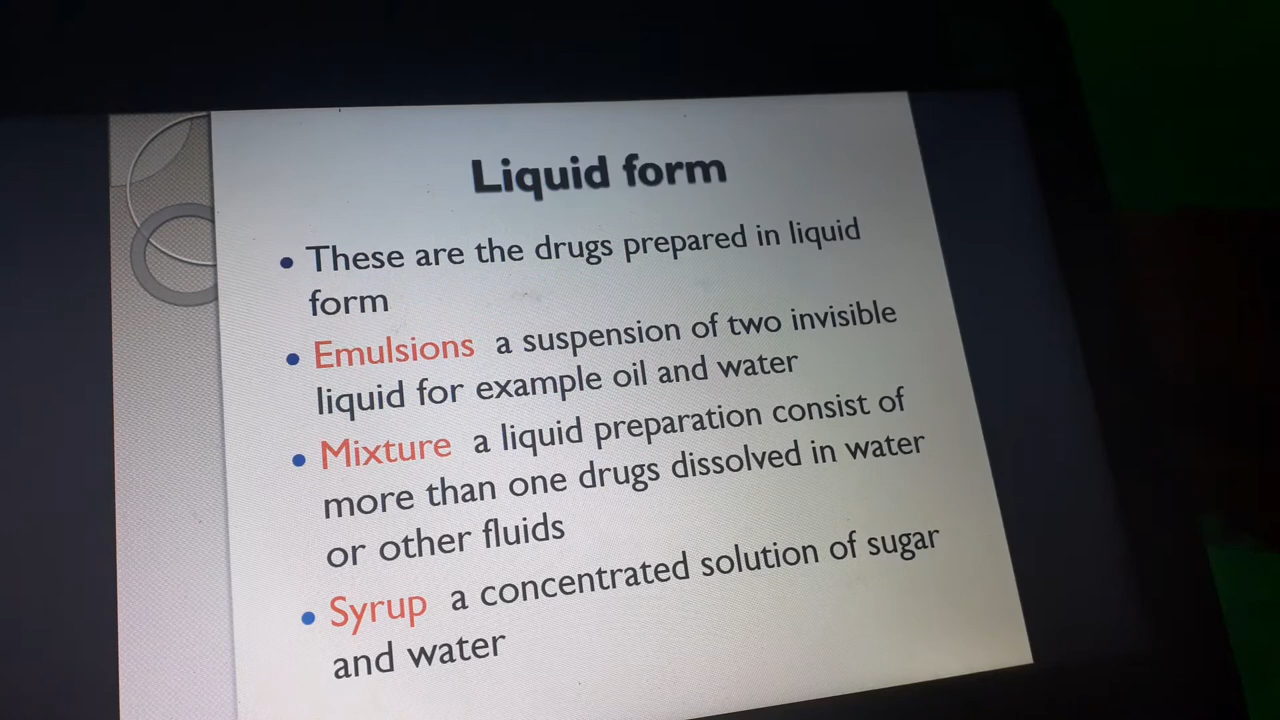 Liquid form
• These are the drugs prepared in liquid
form
• Emulsions a suspension of two invisible
liquid for example oil and water
• Mixture a liquid preparation consist of
more than one drugs dissolved in water
or other fluids
• Syrup a concentrated solution of sugar
and water